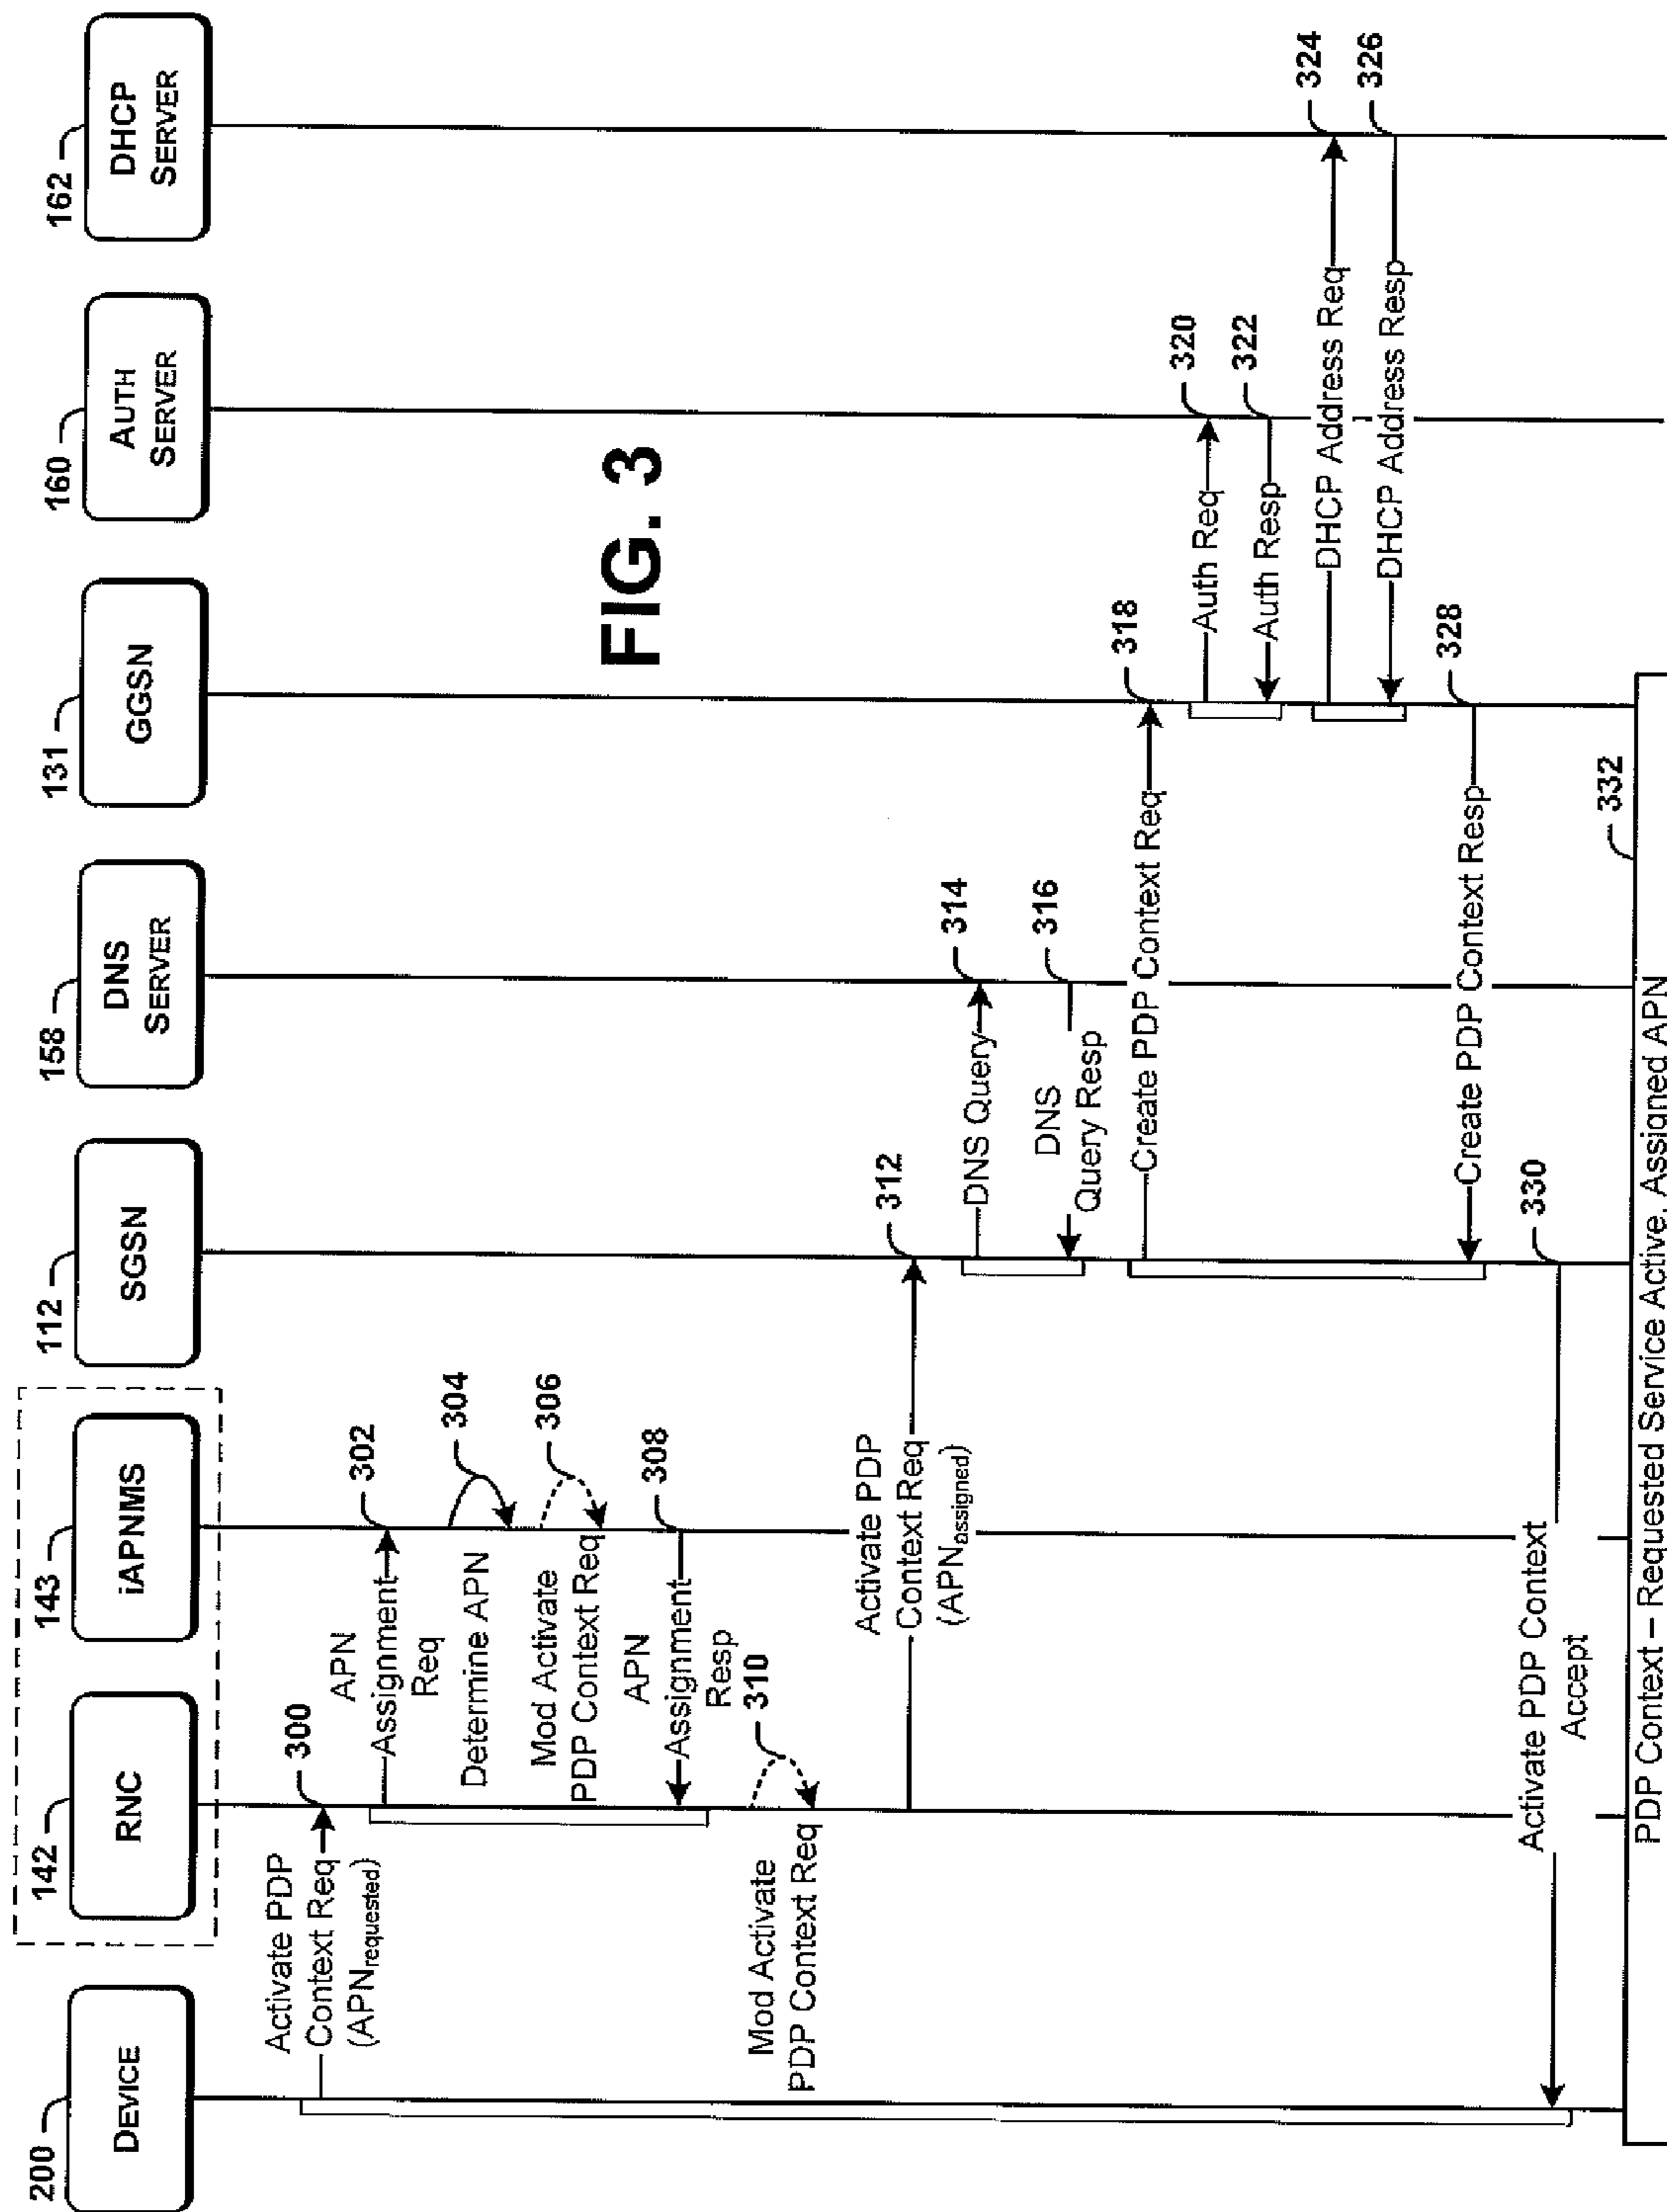 200
DEVICE
142
RNC
143
iAPNMS
112
SGSN
158
DNS
SERVER
131
GGSN
160
AUTH
SERVER
162
DHCP
SERVER
Activate PDP
Context Req
(APNrequested)
300
APN
Assignment
Req
302
Determine APN
304
Mod Activate
PDP Context Req
306
APN
Assignment
Resp
308
Mod Activate
PDP Context Req
310
Activate PDP
Context Req
(APNassigned)
312
DNS Query
314
DNS
Query Resp
316
Create PDP Context Req
318
Auth Req
320
Auth Resp
322
DHCP Address Req
324
DHCP Address Resp
326
Create PDP Context Resp
328
Activate PDP Context
Accept
330
332
PDP Context – Requested Service Active, Assigned APN
FIG. 3